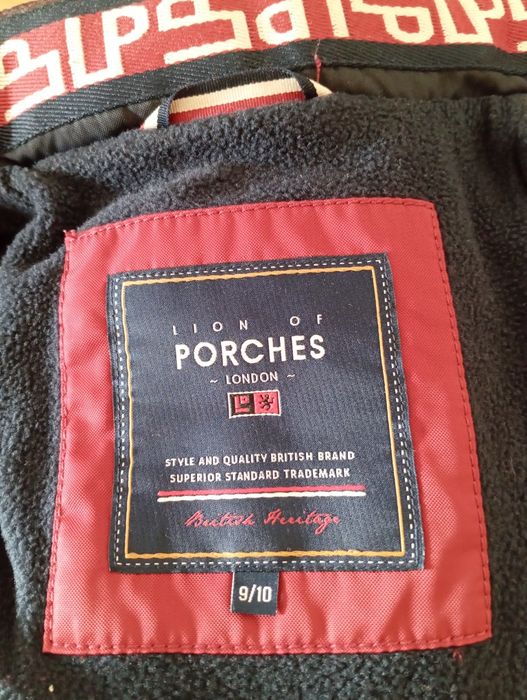 LION OF
PORCHES
~ LONDON ~
STYLE AND QUALITY BRITISH BRAND
SUPERIOR STANDARD TRADEMARK
British Heritage
9/10